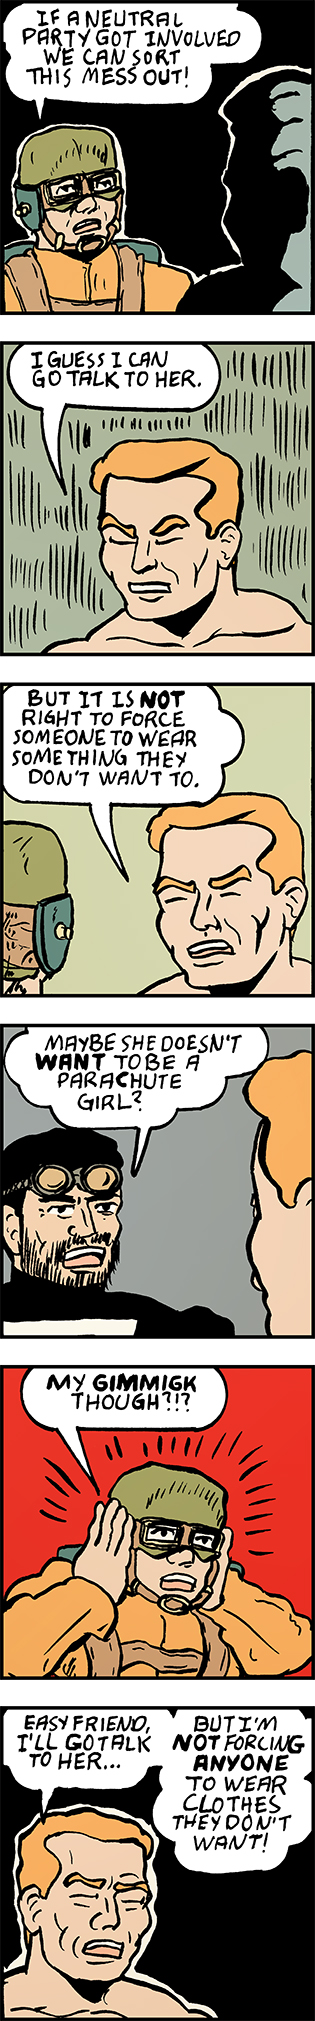 IF A NEUTRAL
PARTY GOT INVOLVED
WE CAN SORT
THIS MESS OUT!
I GUESS I CAN
GO TALK TO HER.
BUT IT IS NOT
RIGHT TO FORCE
SOMEONE TO WEAR
SOMETHING THEY
DON'T WANT TO.
MAYBE SHE DOESN'T
WANT TO BE A
PARACHUTE
GIRL?
MY GIMMIGK
THOUGH?!?
EASY FRIEND,
I'LL GO TALK
TO HER...
BUT I'M
NOT FORCING
ANYONE
TO WEAR
CLOTHES
THEY DON'T
WANT!